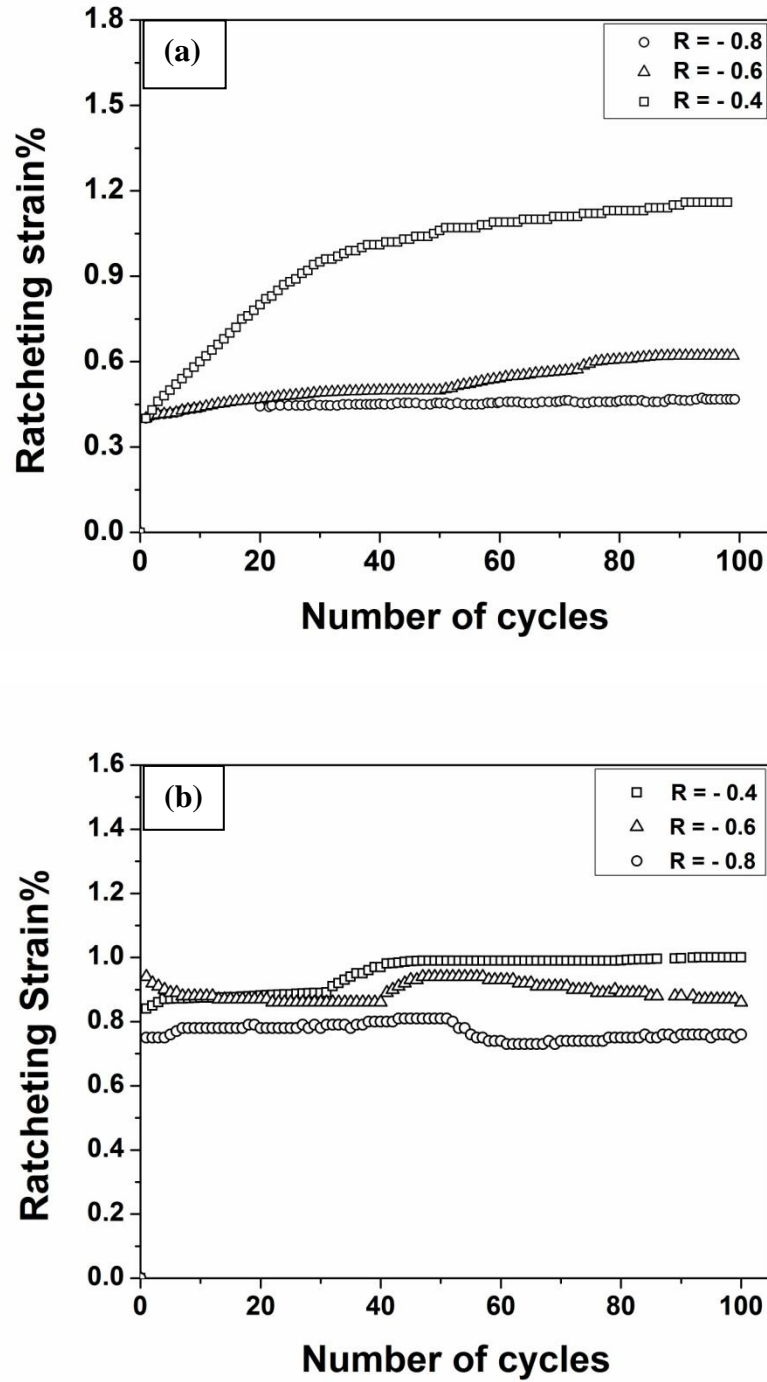 (a)
R = - 0.8
R = - 0.6
R = - 0.4
1.8
1.5
1.2
0.9
0.6
0.3
0.0
Ratcheting strain%
0 20 40 60 80 100
Number of cycles
(b)
R = - 0.4
R = - 0.6
R = - 0.8
1.6
1.4
1.2
1.0
0.8
0.6
0.4
0.2
0.0
Ratcheting Strain%
0 20 40 60 80 100
Number of cycles